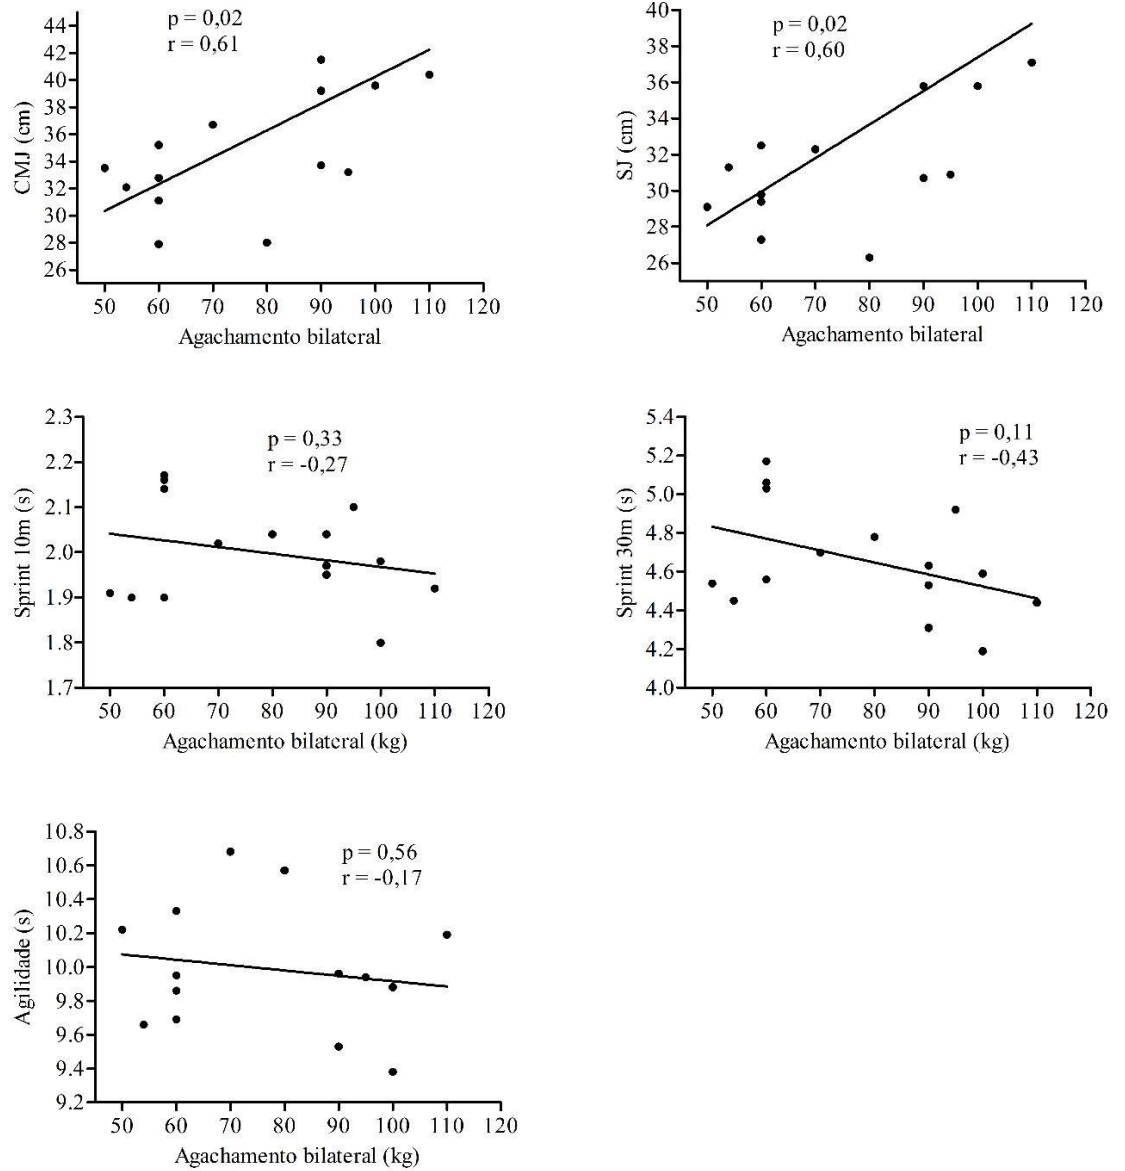 p = 0,02
r = 0,61
44
42
40
38
36
34
32
30
28
26
CMJ (cm)
50 60 70 80 90 100 110 120
Agachamento bilateral
p = 0,02
r = 0,60
40
38
36
34
32
30
28
26
SJ (cm)
50 60 70 80 90 100 110 120
Agachamento bilateral
p = 0,33
r = -0,27
2.3
2.2
2.1
2.0
1.9
1.8
1.7
Sprint 10m (s)
50 60 70 80 90 100 110 120
Agachamento bilateral (kg)
p = 0,11
r = -0,43
5.4
5.2
5.0
4.8
4.6
4.4
4.2
4.0
Sprint 30m (s)
50 60 70 80 90 100 110 120
Agachamento bilateral (kg)
p = 0,56
r = -0,17
10.8
10.6
10.4
10.2
10.0
9.8
9.6
9.4
9.2
Agilidade (s)
50 60 70 80 90 100 110 120
Agachamento bilateral (kg)